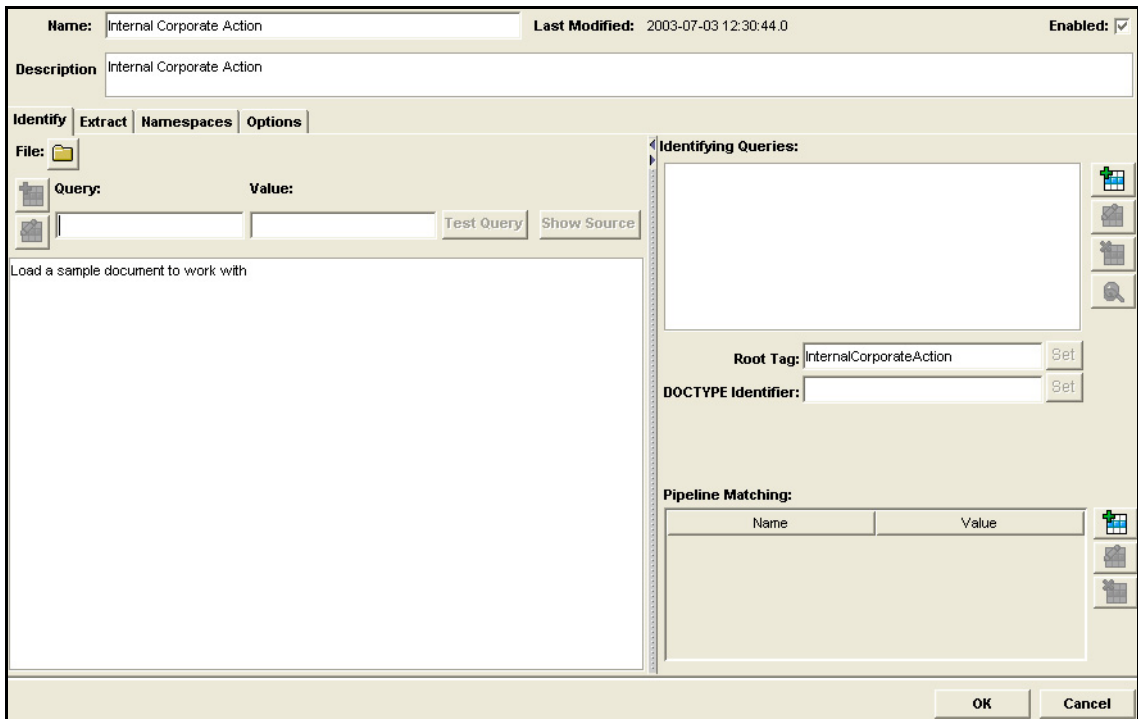 Name: Internal Corporate Action Last Modified: 2003-07-03 12:30:44.0 Enabled:
Description Internal Corporate Action
Identify Extract Namespaces Options
File: Identifying Queries:
Query: Value:
Test Query Show Source
Load a sample document to work with
Root Tag: InternalCorporateAction Set
DOCTYPE Identifier: Set
Pipeline Matching:
Name Value
OK Cancel